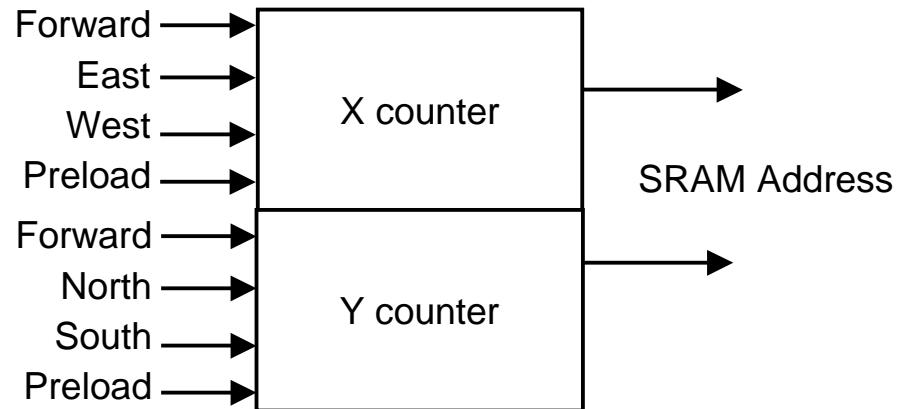 Forward
East
West
Preload
X counter
SRAM Address
Forward
North
South
Preload
Y counter